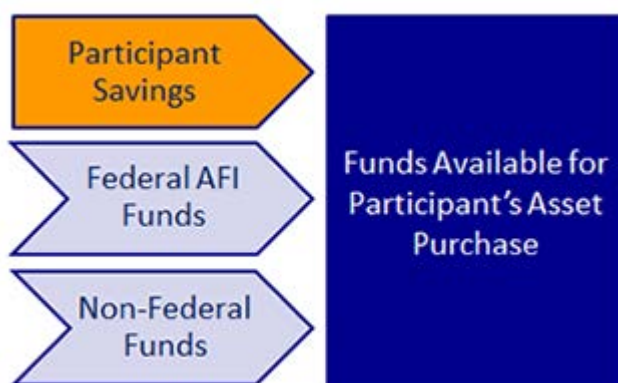 Participant
Savings
Federal AFI
Funds
Non-Federal
Funds
Funds Available for
Participant’s Asset
Purchase